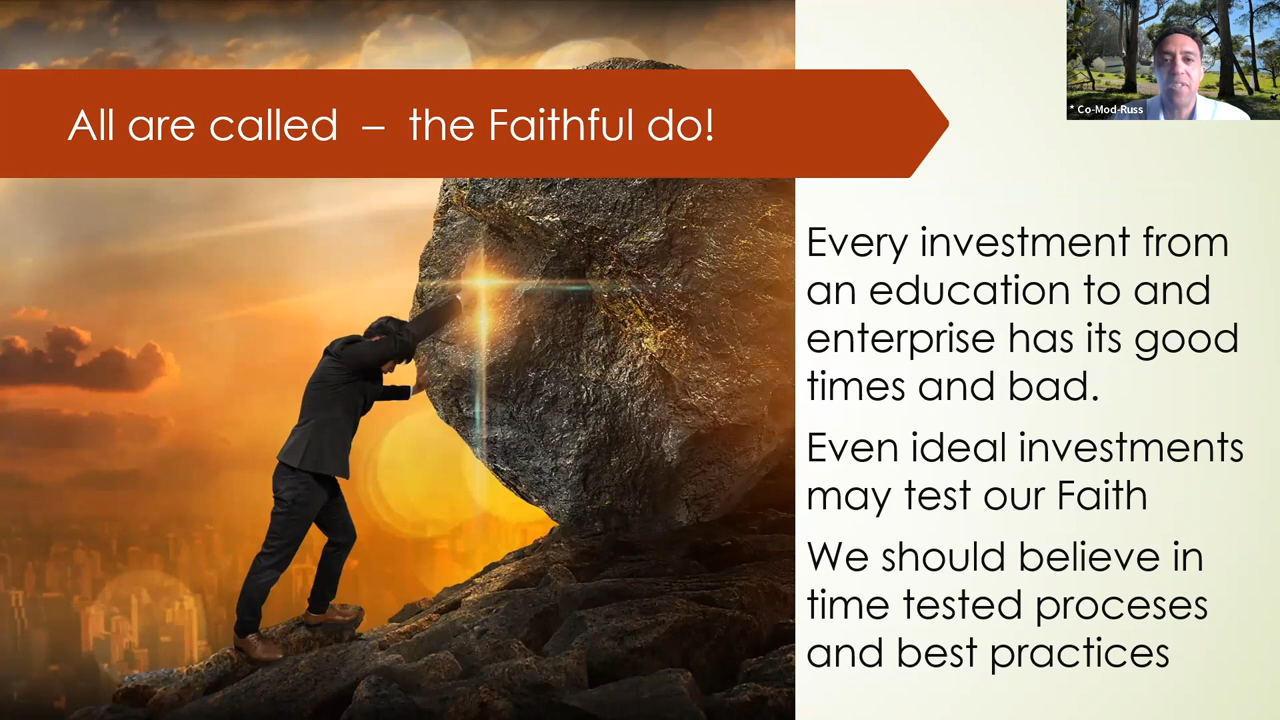 All are called – the Faithful do!
* Co-Mod-Russ
Every investment from
an education to and
enterprise has its good
times and bad.
Even ideal investments
may test our Faith
We should believe in
time tested proceses
and best practices